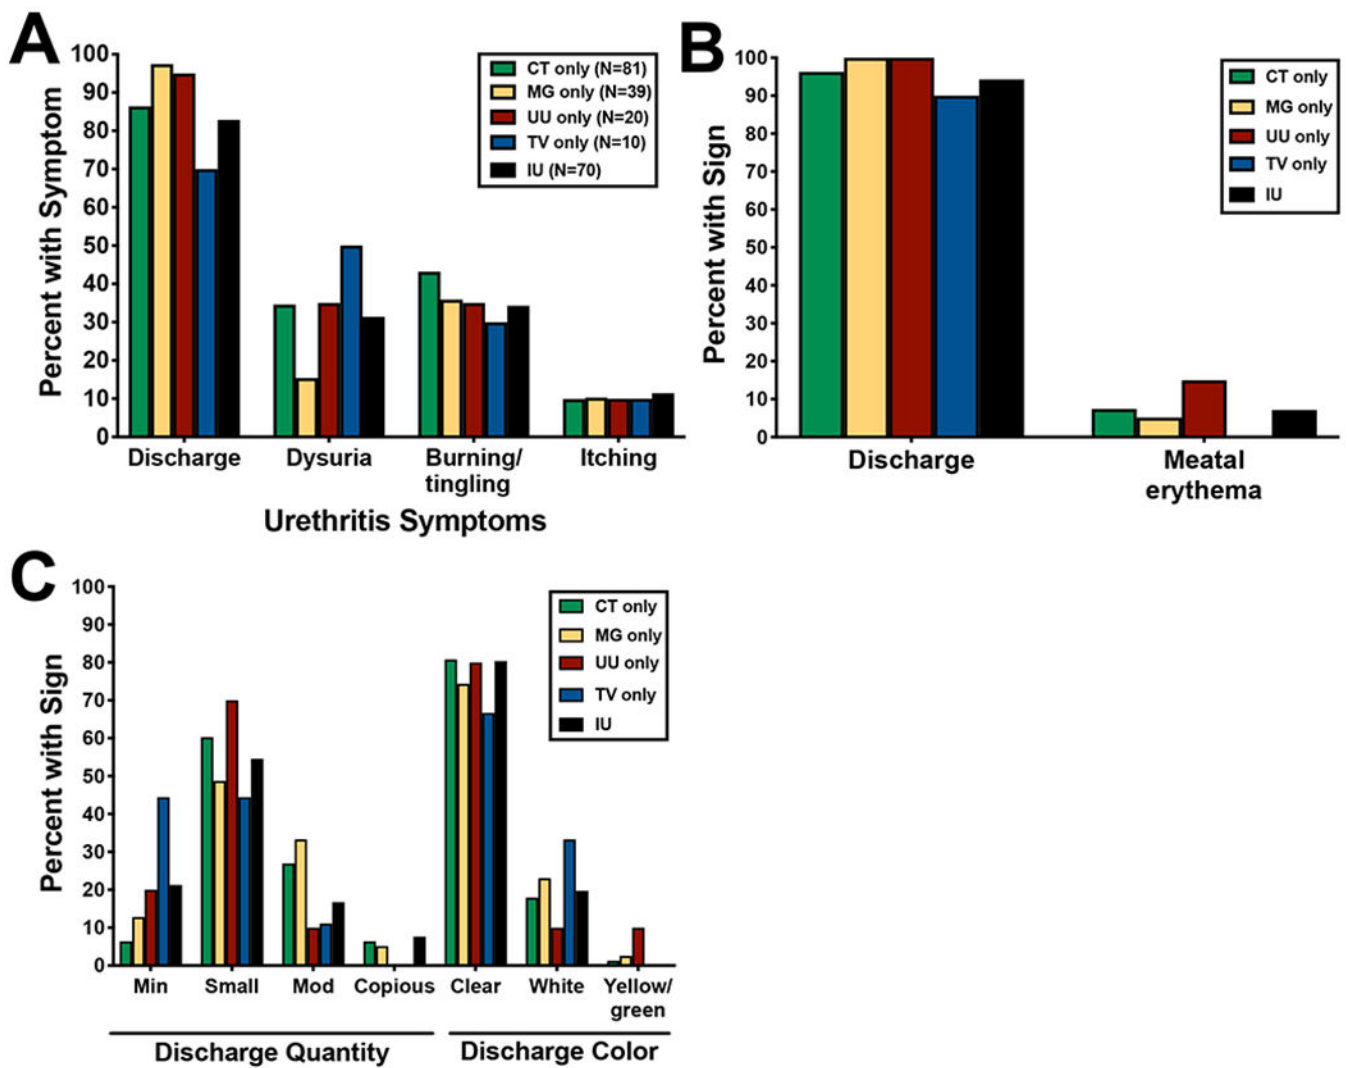 A
100
90
80
70
60
50
40
30
20
10
0
Percent with Symptom
CT only (N=81)
MG only (N=39)
UU only (N=20)
TV only (N=10)
IU (N=70)
Discharge Dysuria Burning/ Itching
tingling
Urethritis Symptoms
B
100
90
80
70
60
50
40
30
20
10
0
Percent with Sign
CT only
MG only
UU only
TV only
IU
Discharge Meatal
erythema
C
100
90
80
70
60
50
40
30
20
10
0
Percent with Sign
CT only
MG only
UU only
TV only
IU
Min Small Mod Copious Clear White Yellow/
green
Discharge Quantity Discharge Color